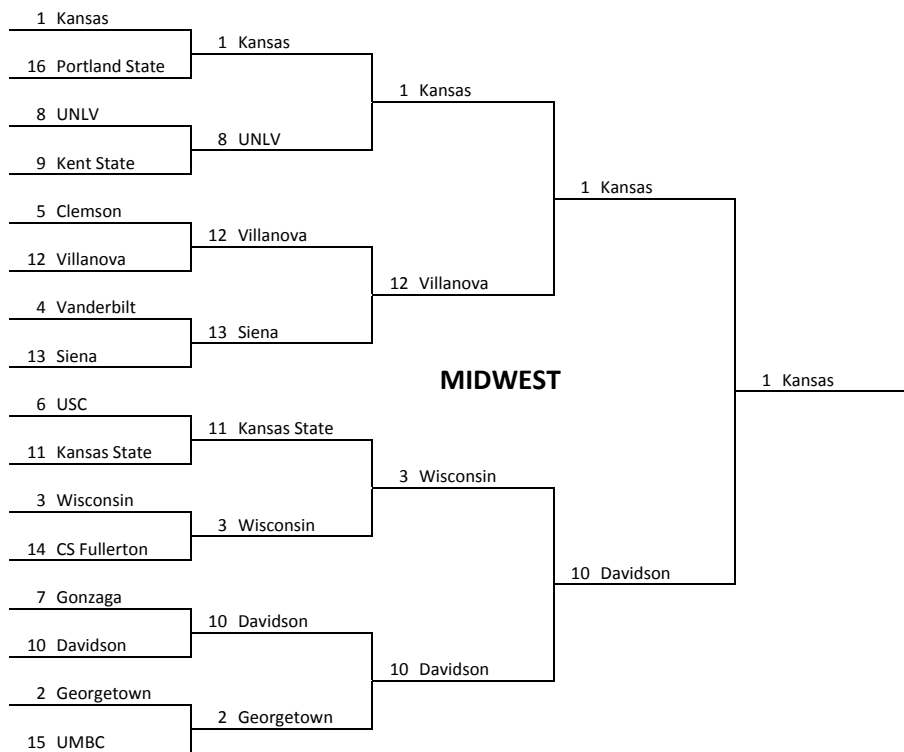 1 Kansas
16 Portland State
8 UNLV
9 Kent State
5 Clemson
12 Villanova
4 Vanderbilt
13 Siena
6 USC
11 Kansas State
3 Wisconsin
14 CS Fullerton
7 Gonzaga
10 Davidson
2 Georgetown
15 UMBC
1 Kansas
8 UNLV
12 Villanova
13 Siena
11 Kansas State
3 Wisconsin
10 Davidson
2 Georgetown
1 Kansas
12 Villanova
3 Wisconsin
10 Davidson
MIDWEST
1 Kansas
10 Davidson
1 Kansas